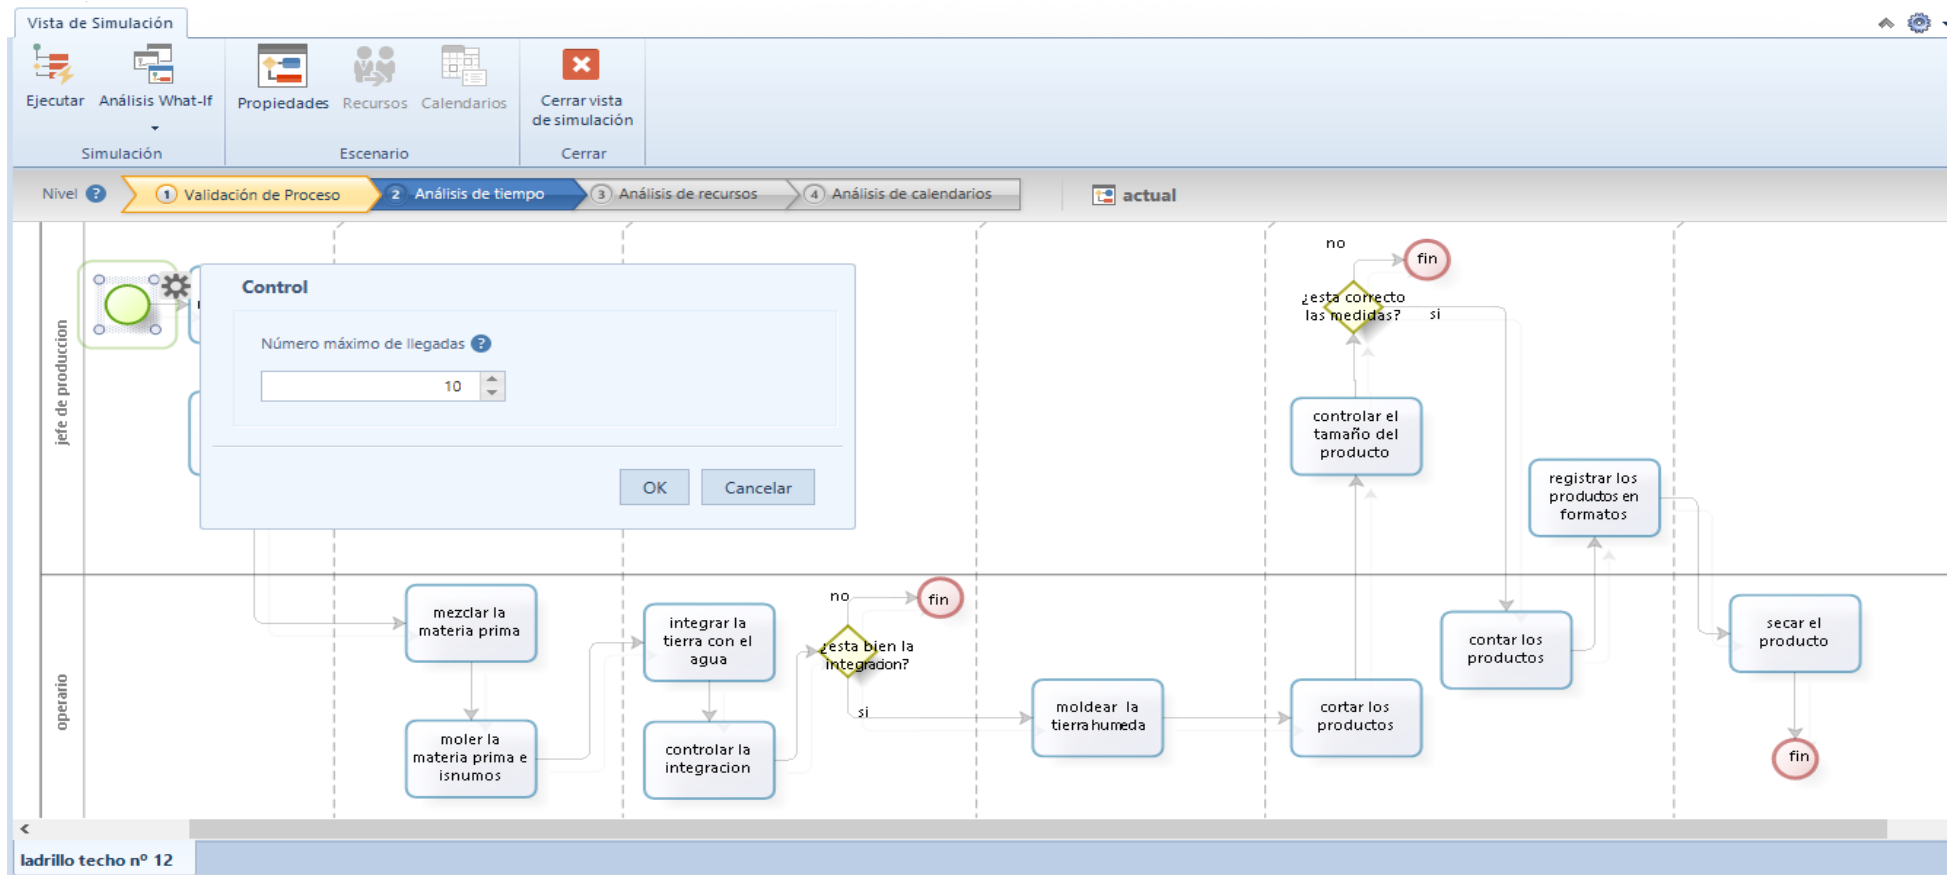 Vista de Simulación
Ejecutar
Análisis What-If
Propiedades
Recursos
Calendarios
Cerrar vista
de simulación
Simulación
Escenario
Cerrar
Nivel ?
1 Validación de Proceso
2 Análisis de tiempo
3 Análisis de recursos
4 Análisis de calendarios
actual
jefe de produccion
Control
Número máximo de llegadas ?
10
OK
Cancelar
no
fin
¿esta correcto
las medidas?
si
controlar el
tamaño del
producto
registrar los
productos en
formatos
operario
mezclar la
materia prima
moler la
materia prima e
isnumos
integrar la
tierra con el
agua
controlar la
integracion
no
fin
¿esta bien la
integracion?
si
moldear la
tierra humeda
cortar los
productos
contar los
productos
secar el
producto
fin
ladrillo techo nº 12